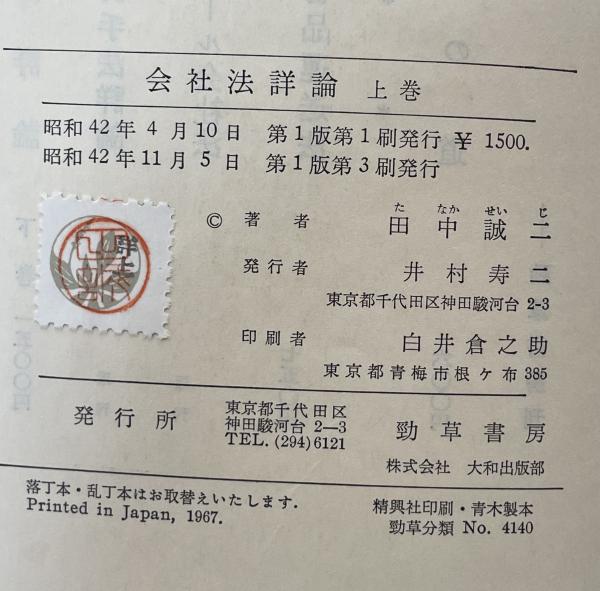 会社法詳論 上巻
昭和42年4月10日 第1版第1刷発行 ¥ 1500.
昭和42年11月5日 第1版第3刷発行
た なか せい じ
© 著者 田中誠二
発行者 井村寿二
東京都千代田区神田駿河台 2-3
印刷者 白井倉之助
東京都青梅市根ヶ布 385
発行所
東京都千代田区
神田駿河台 2―3
TEL. (294) 6121
勁草書房
株式会社 大和出版部
落丁本・乱丁本はお取替えいたします.
Printed in Japan, 1967.
精興社印刷・青木製本
勁草分類 No. 4140